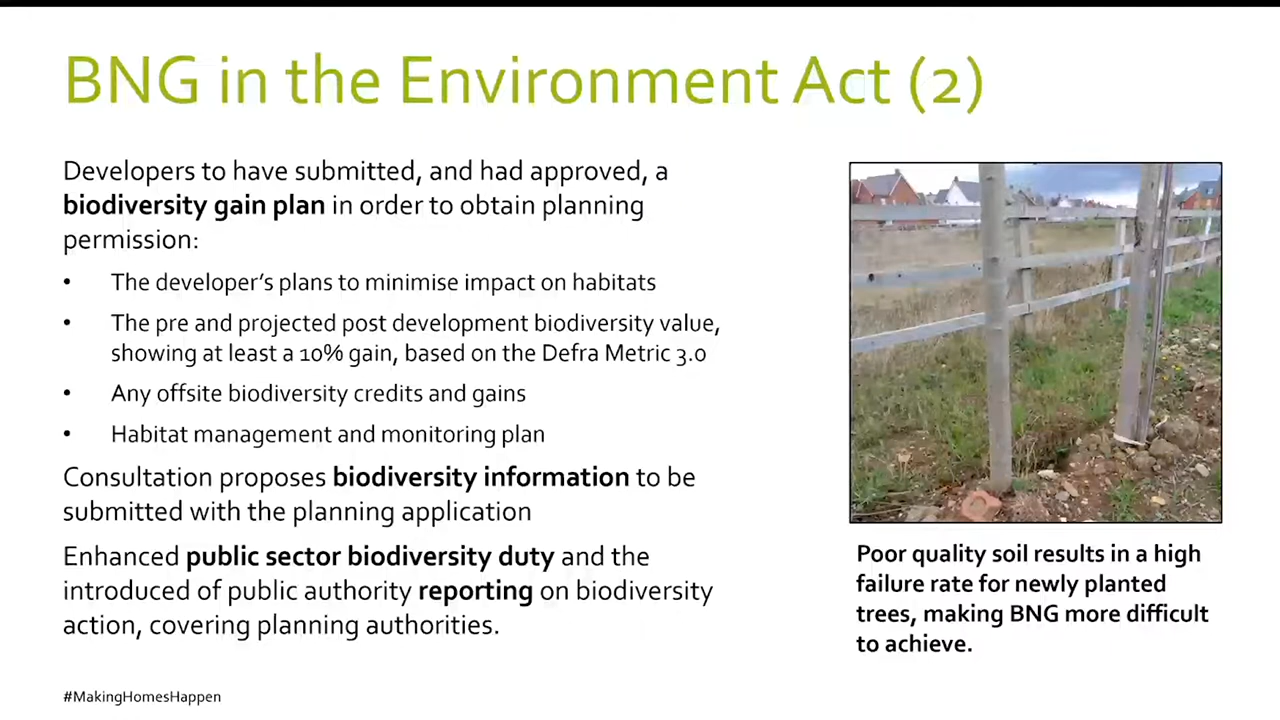 BNG in the Environment Act (2)
Developers to have submitted, and had approved, a
biodiversity gain plan in order to obtain planning
permission:
• The developer's plans to minimise impact on habitats
• The pre and projected post development biodiversity value,
showing at least a 10% gain, based on the Defra Metric 3.0
• Any offsite biodiversity credits and gains
• Habitat management and monitoring plan
Consultation proposes biodiversity information to be
submitted with the planning application
Enhanced public sector biodiversity duty and the
introduced of public authority reporting on biodiversity
action, covering planning authorities.
Poor quality soil results in a high
failure rate for newly planted
trees, making BNG more difficult
to achieve.
#MakingHomesHappen